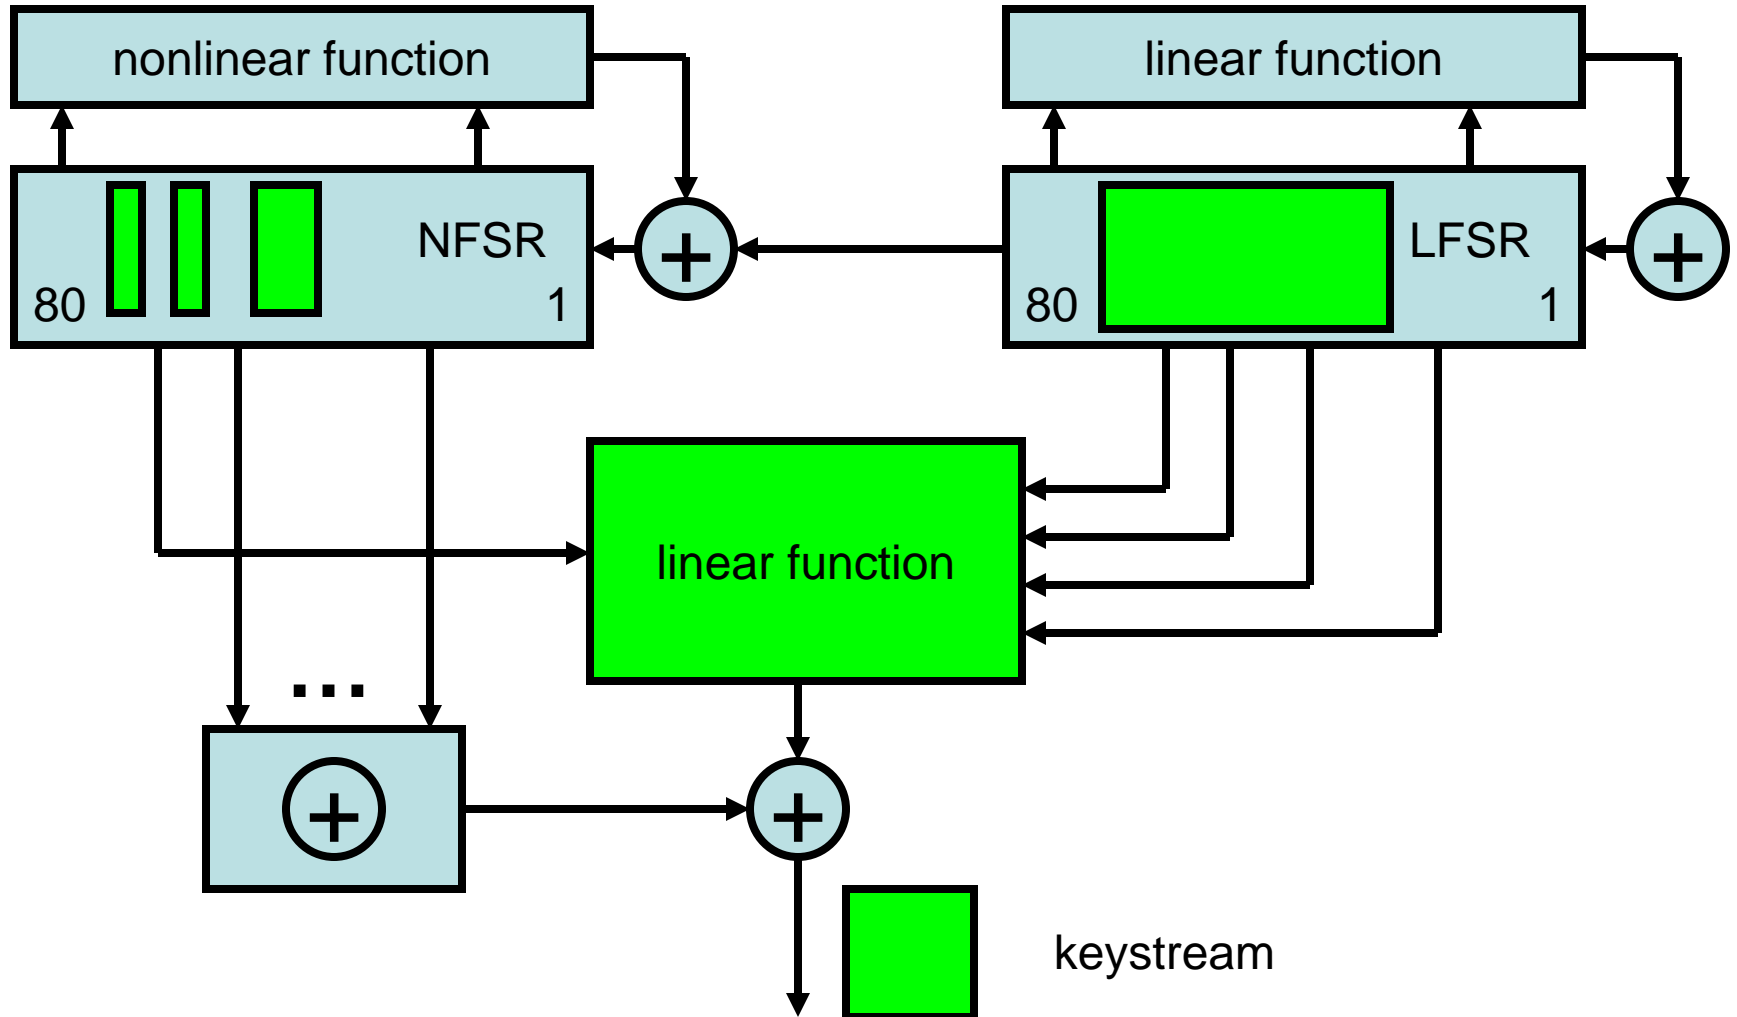 nonlinear function
linear function
NFSR
80
1
+
LFSR
80
1
+
linear function
...
+
+
keystream